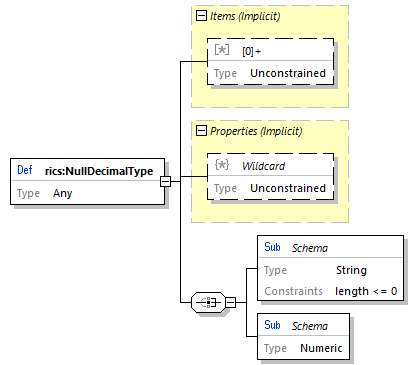 Items (Implicit)
[0]+
Type Unconstrained
Properties (Implicit)
Wildcard
Type Unconstrained
Def rics:NullDecimalType
Type Any
Sub Schema
Type String
Constraints length <= 0
Sub Schema
Type Numeric